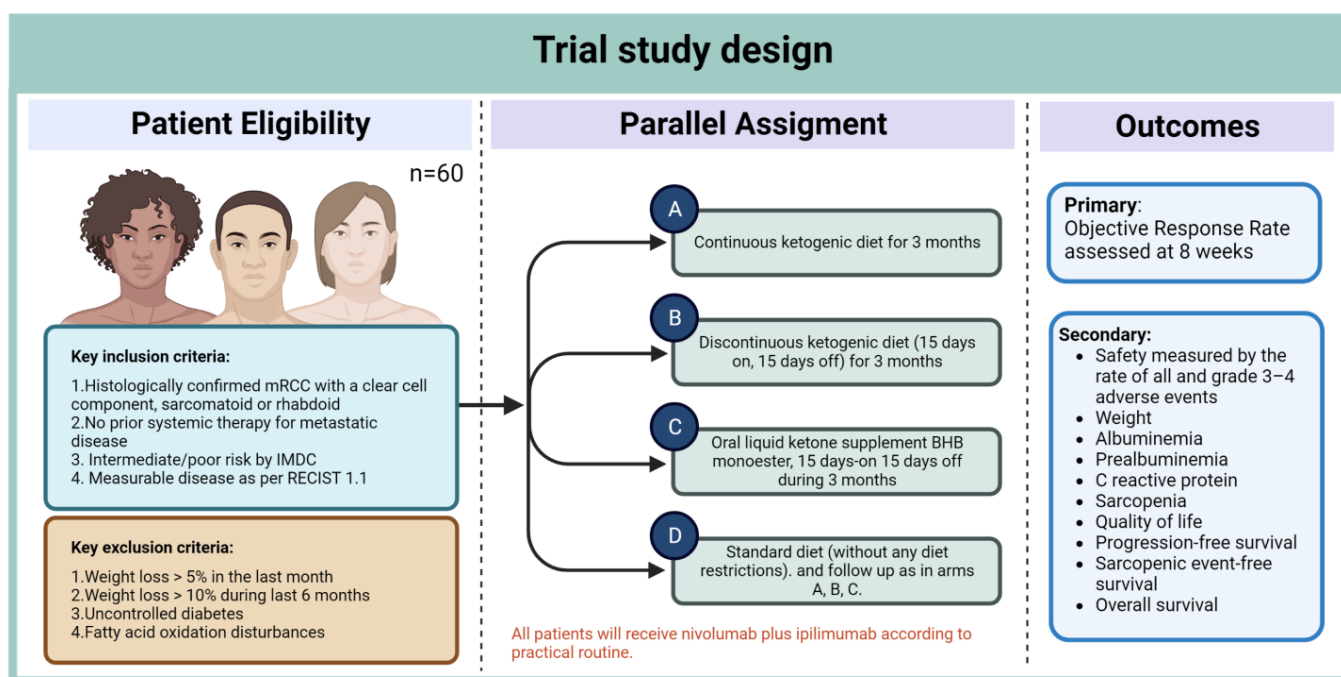 Trial study design
Patient Eligibility
n=60
Key inclusion criteria:
1.Histologically confirmed mRCC with a clear cell
component, sarcomatoid or rhabdoid
2.No prior systemic therapy for metastatic
disease
3. Intermediate/poor risk by IMDC
4. Measurable disease as per RECIST 1.1
Key exclusion criteria:
1.Weight loss > 5% in the last month
2.Weight loss > 10% during last 6 months
3.Uncontrolled diabetes
4.Fatty acid oxidation disturbances
Parallel Assigment
A
Continuous ketogenic diet for 3 months
B
Discontinuous ketogenic diet (15 days
on, 15 days off) for 3 months
C
Oral liquid ketone supplement BHB
monoester, 15 days-on 15 days off
during 3 months
D
Standard diet (without any diet
restrictions). and follow up as in arms
A, B, C.
All patients will receive nivolumab plus ipilimumab according to
practical routine.
Outcomes
Primary:
Objective Response Rate
assessed at 8 weeks
Secondary:
• Safety measured by the
rate of all and grade 3–4
adverse events
• Weight
• Albuminemia
• Prealbuminemia
• C reactive protein
• Sarcopenia
• Quality of life
• Progression-free survival
• Sarcopenic event-free
survival
• Overall survival